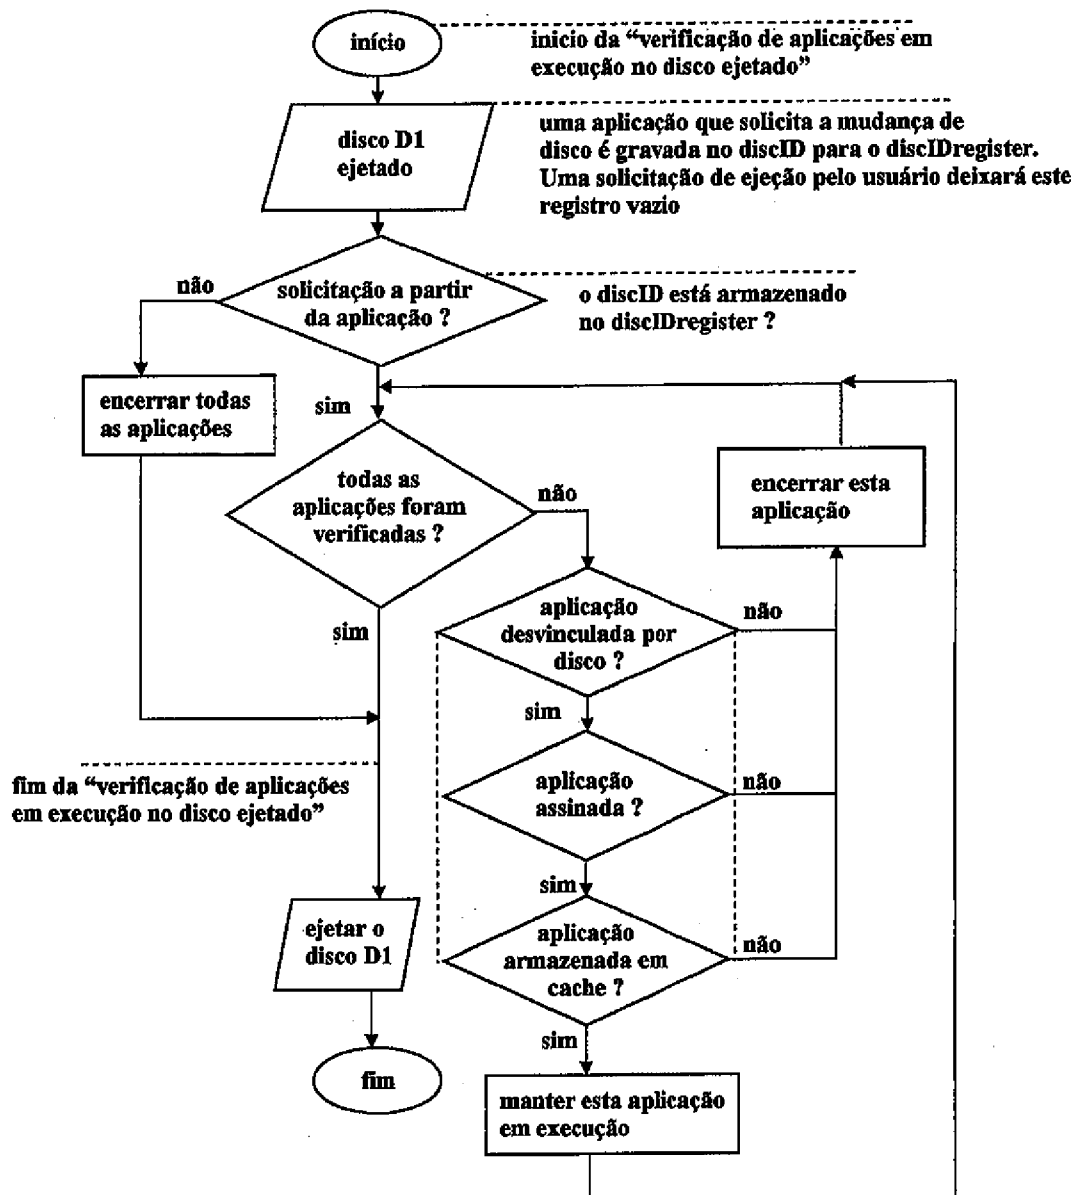 início
inicio da “verificação de aplicações em
execução no disco ejetado”
disco D1
ejetado
uma aplicação que solicita a mudança de
disco é gravada no discID para o discIDregister.
Uma solicitação de ejeção pelo usuário deixará este
registro vazio
não
solicitação a partir
da aplicação ?
o discID está armazenado
no discIDregister ?
encerrar todas
as aplicações
sim
todas as
aplicações foram
verificadas ?
não
encerrar esta
aplicação
sim
aplicação
desvinculada por
disco ?
não
sim
fim da “verificação de aplicações
em execução no disco ejetado”
aplicação
assinada ?
não
sim
ejetar o
disco D1
aplicação
armazenada em
cache ?
não
sim
fim
manter esta aplicação
em execução